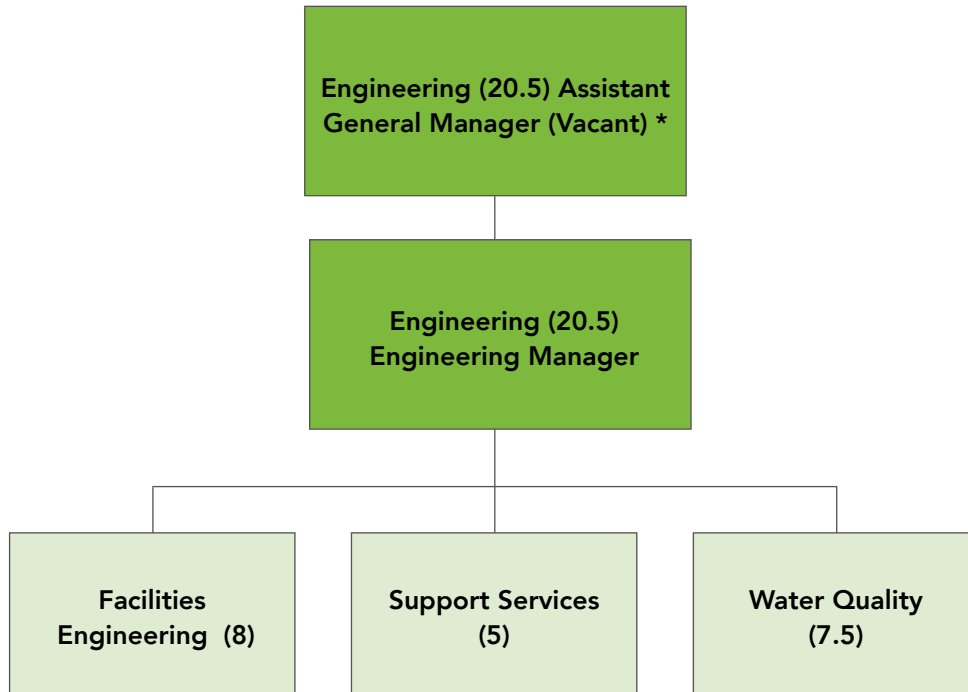 Engineering (20.5) Assistant
General Manager (Vacant) *
Engineering (20.5)
Engineering Manager
Facilities
Engineering (8)
Support Services
(5)
Water Quality
(7.5)